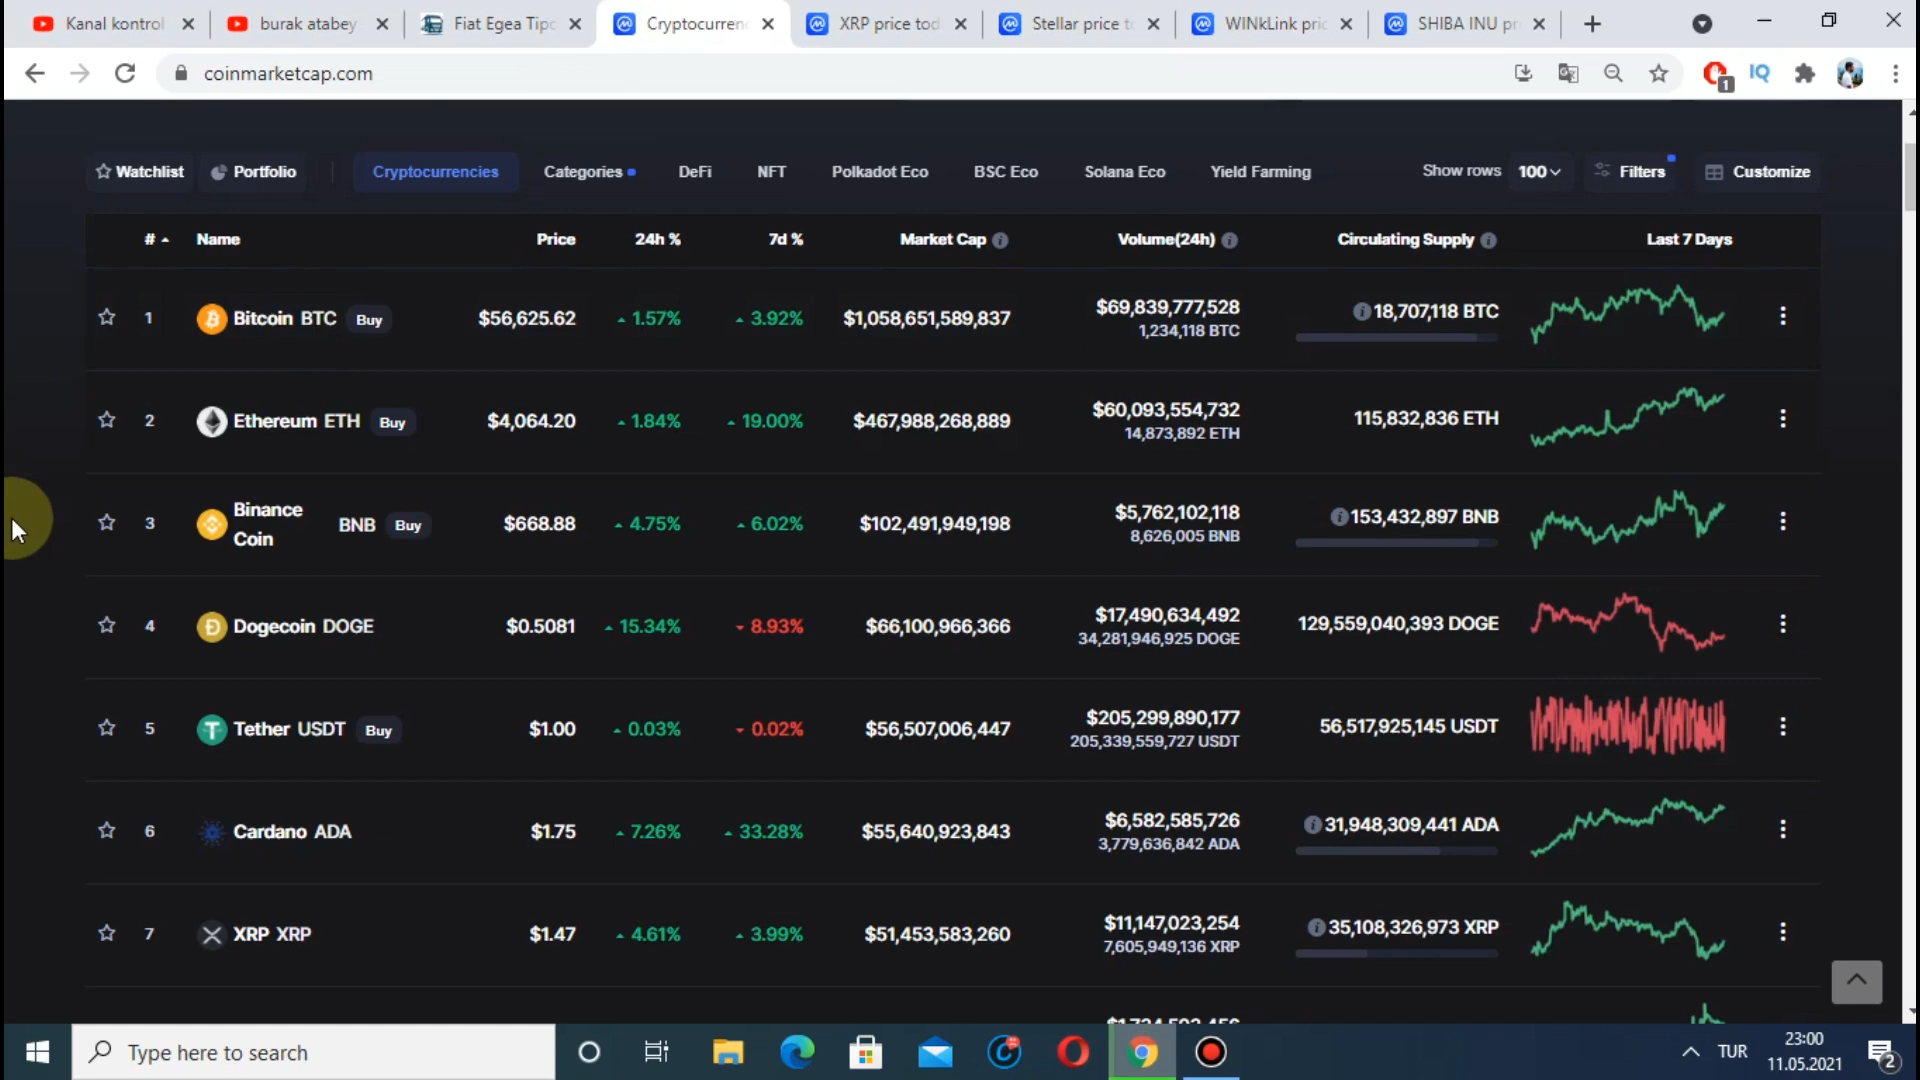 Kanal kontrol
burak atabey
Fiat Egea Tipo
Cryptocurren
XRP price tod
Stellar price to
WINkLink pri
SHIBA INU pr
coinmarketcap.com
IQ
1
Watchlist
Portfolio
Cryptocurrencies
Categories
DeFi
NFT
Polkadot Eco
BSC Eco
Solana Eco
Yield Farming
Show rows
100
Filters
Customize
# Name Price 24h % 7d % Market Cap Volume(24h) Circulating Supply Last 7 Days
1 Bitcoin BTC Buy $56,625.62 1.57% 3.92% $1,058,651,589,837 $69,839,777,528 18,707,118 BTC
1,234,118 BTC
2 Ethereum ETH Buy $4,064.20 1.84% 19.00% $467,988,268,889 $60,093,554,732 115,832,836 ETH
14,873,892 ETH
3 Binance Coin BNB Buy $668.88 4.75% 6.02% $102,491,949,198 $5,762,102,118 153,432,897 BNB
8,626,005 BNB
4 Dogecoin DOGE $0.5081 15.34% 8.93% $66,100,966,366 $17,490,634,492 129,559,040,393 DOGE
34,281,946,925 DOGE
5 Tether USDT Buy $1.00 0.03% 0.02% $56,507,006,447 $205,299,890,177 56,517,925,145 USDT
205,339,559,727 USDT
6 Cardano ADA $1.75 7.26% 33.28% $55,640,923,843 $6,582,585,726 31,948,309,441 ADA
3,779,636,842 ADA
7 XRP XRP $1.47 4.61% 3.99% $51,453,583,260 $11,147,023,254 35,108,326,973 XRP
7,605,949,136 XRP
Type here to search
TUR
23:00
11.05.2021
2